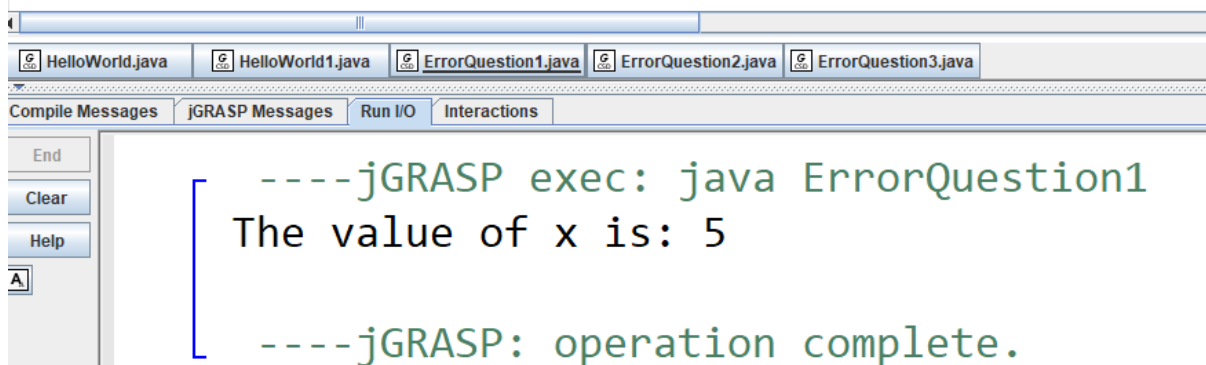 HelloWorld.java HelloWorld1.java ErrorQuestion1.java ErrorQuestion2.java ErrorQuestion3.java
Compile Messages jGRASP Messages Run I/O Interactions
End
Clear
Help
A
----jGRASP exec: java ErrorQuestion1
The value of x is: 5
----jGRASP: operation complete.